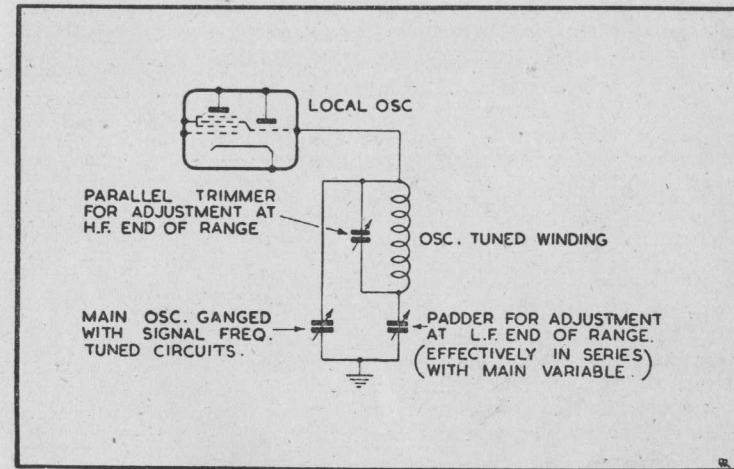 LOCAL OSC
PARALLEL TRIMMER
FOR ADJUSTMENT AT
H.F. END OF RANGE
OSC. TUNED WINDING
MAIN OSC. GANGED
WITH SIGNAL FREQ.
TUNED CIRCUITS.
PADDER FOR ADJUSTMENT
AT L.F. END OF RANGE.
(EFFECTIVELY IN SERIES)
(WITH MAIN VARIABLE.)